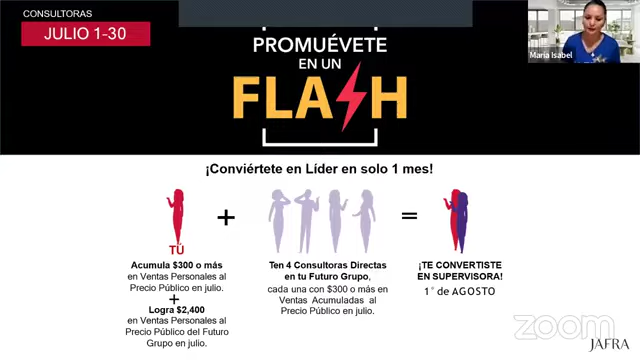 CONSULTORAS
JULIO 1-30
PROMUÉVETE
EN UN
FLASH
Maria Isabel
¡Conviértete en Líder en solo 1 mes!
TÚ
+
=
Acumula $300 o más
en Ventas Personales al
Precio Público en julio.
+
Logra $2,400
en Ventas Personales al
Precio Público del Futuro
Grupo en julio.
Ten 4 Consultoras Directas
en tu Futuro Grupo,
cada una con $300 o más en
Ventas Acumuladas al
Precio Público en julio.
¡TE CONVERTISTE
EN SUPERVISORA!
1° de AGOSTO
zoom
JAFRA